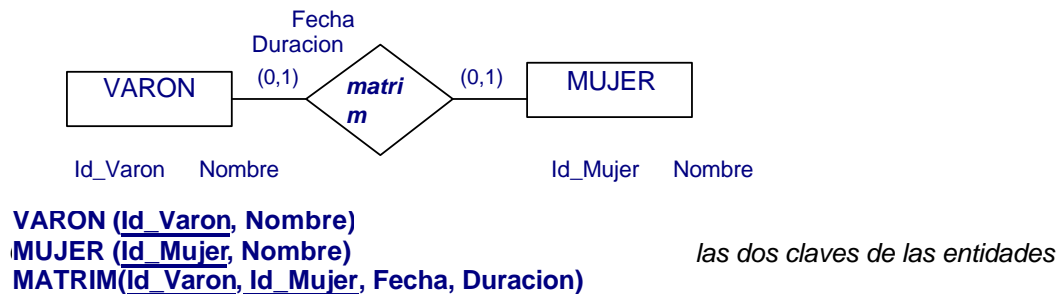 Fecha
Duracion
VARON (0,1) matri (0,1) MUJER
m
Id_Varon Nombre Id_Mujer Nombre
VARON (Id_Varon, Nombre)
MUJER (Id_Mujer, Nombre) las dos claves de las entidades
MATRIM(Id_Varon, Id_Mujer, Fecha, Duracion)